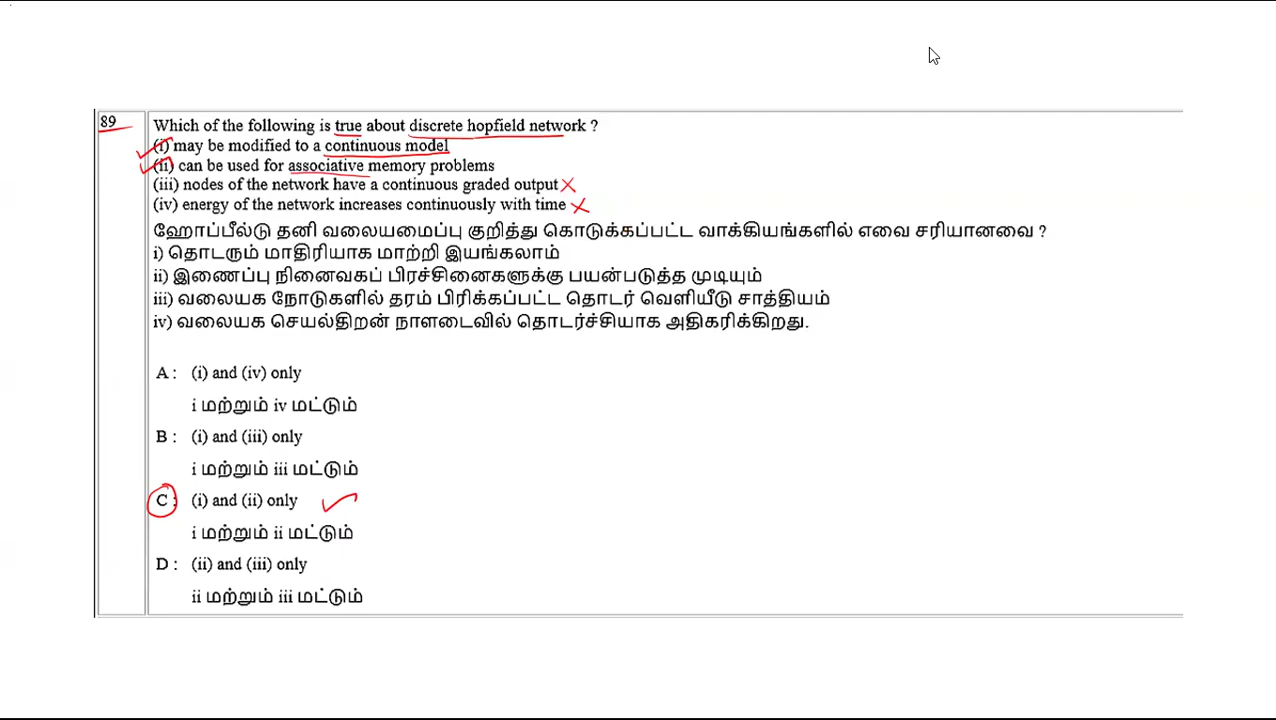 89
Which of the following is true about discrete hopfield network ?
(i) may be modified to a continuous model
(ii) can be used for associative memory problems
(iii) nodes of the network have a continuous graded output
(iv) energy of the network increases continuously with time
ஹோப்பீல்டு தனி வலையமைப்பு குறித்து கொடுக்கப்பட்ட வாக்கியங்களில் எவை சரியானவை ?
i) தொடரும் மாதிரியாக மாற்றி இயங்கலாம்
ii) இணைப்பு நினைவகப் பிரச்சினைகளுக்கு பயன்படுத்த முடியும்
iii) வலையக நோடுகளில் தரம் பிரிக்கப்பட்ட தொடர் வெளியீடு சாத்தியம்
iv) வலையக செயல்திறன் நாளடைவில் தொடர்ச்சியாக அதிகரிக்கிறது.
A : (i) and (iv) only
i மற்றும் iv மட்டும்
B : (i) and (iii) only
i மற்றும் iii மட்டும்
C : (i) and (ii) only
i மற்றும் ii மட்டும்
D : (ii) and (iii) only
ii மற்றும் iii மட்டும்